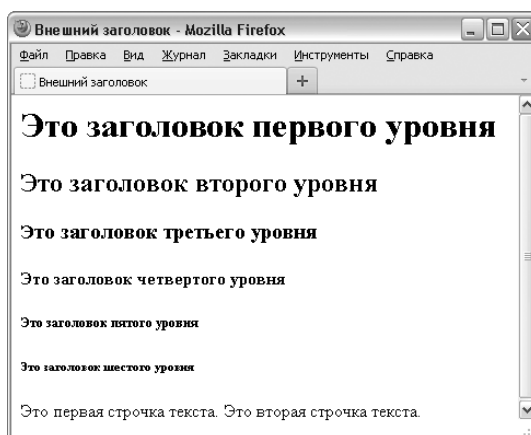 Внешний заголовок - Mozilla Firefox
Файл Правка Вид Журнал Закладки Инструменты Справка
Внешний заголовок
Это заголовок первого уровня
Это заголовок второго уровня
Это заголовок третьего уровня
Это заголовок четвертого уровня
Это заголовок пятого уровня
Это заголовок шестого уровня
Это первая строчка текста. Это вторая строчка текста.